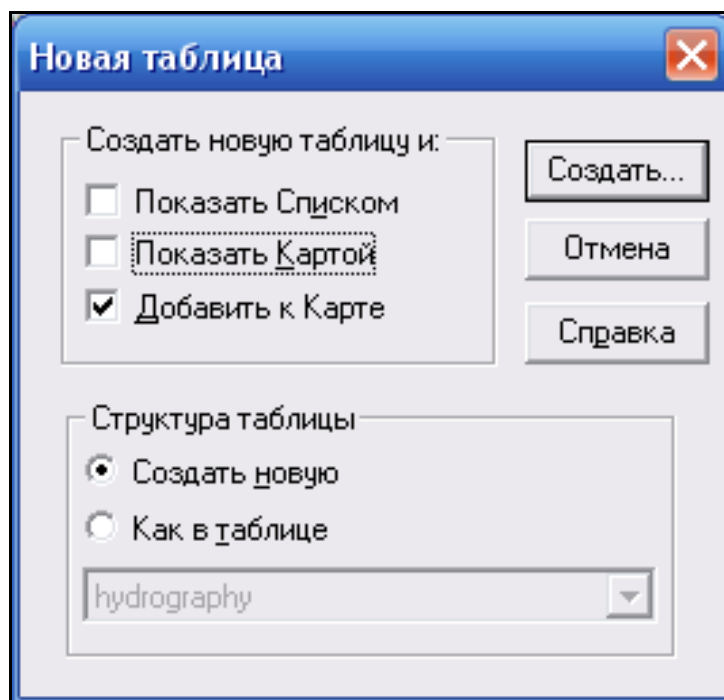 Новая таблица
Создать новую таблицу и:
Показать Списком
Показать Картой
Добавить к Карте
Создать...
Отмена
Справка
Структура таблицы
Создать новую
Как в таблице
hydrography